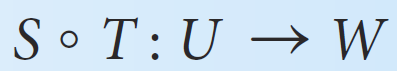 S ∘ T : U → W